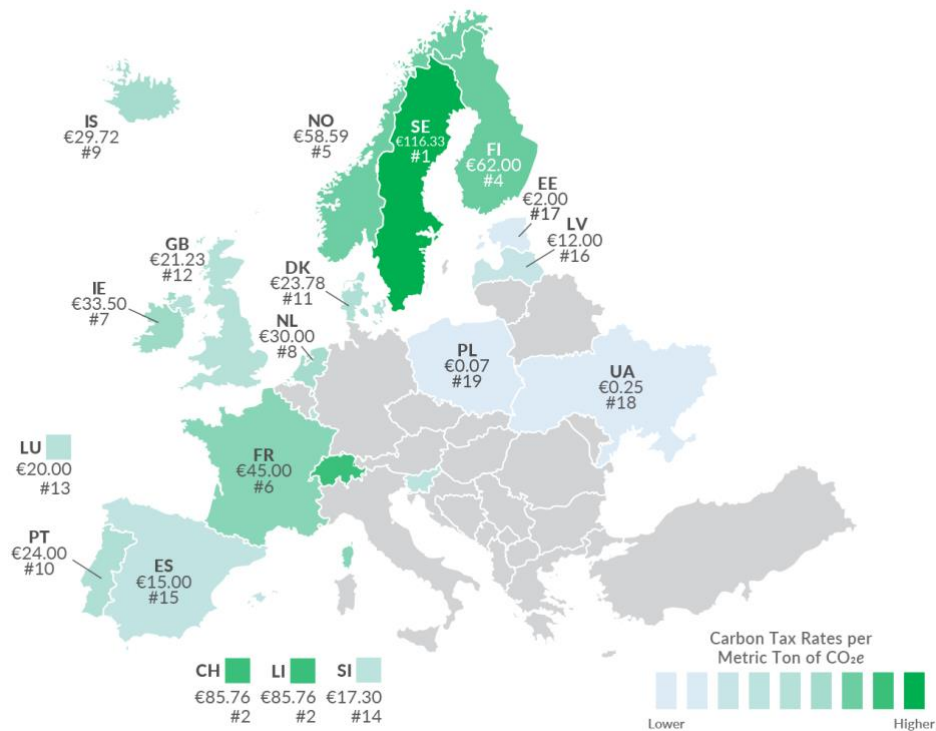 IS
€29.72
#9
NO
€58.59
#5
SE
€116.33
#1
FI
€62.00
#4
EE
€2.00
#17
LV
€12.00
#16
GB
€21.23
#12
IE
€33.50
#7
DK
€23.78
#11
NL
€30.00
#8
PL
€0.07
#19
UA
€0.25
#18
LU
€20.00
#13
FR
€45.00
#6
PT
€24.00
#10
ES
€15.00
#15
CH
€85.76
#2
LI
€85.76
#2
SI
€17.30
#14
Carbon Tax Rates per
Metric Ton of CO₂e
Lower
Higher